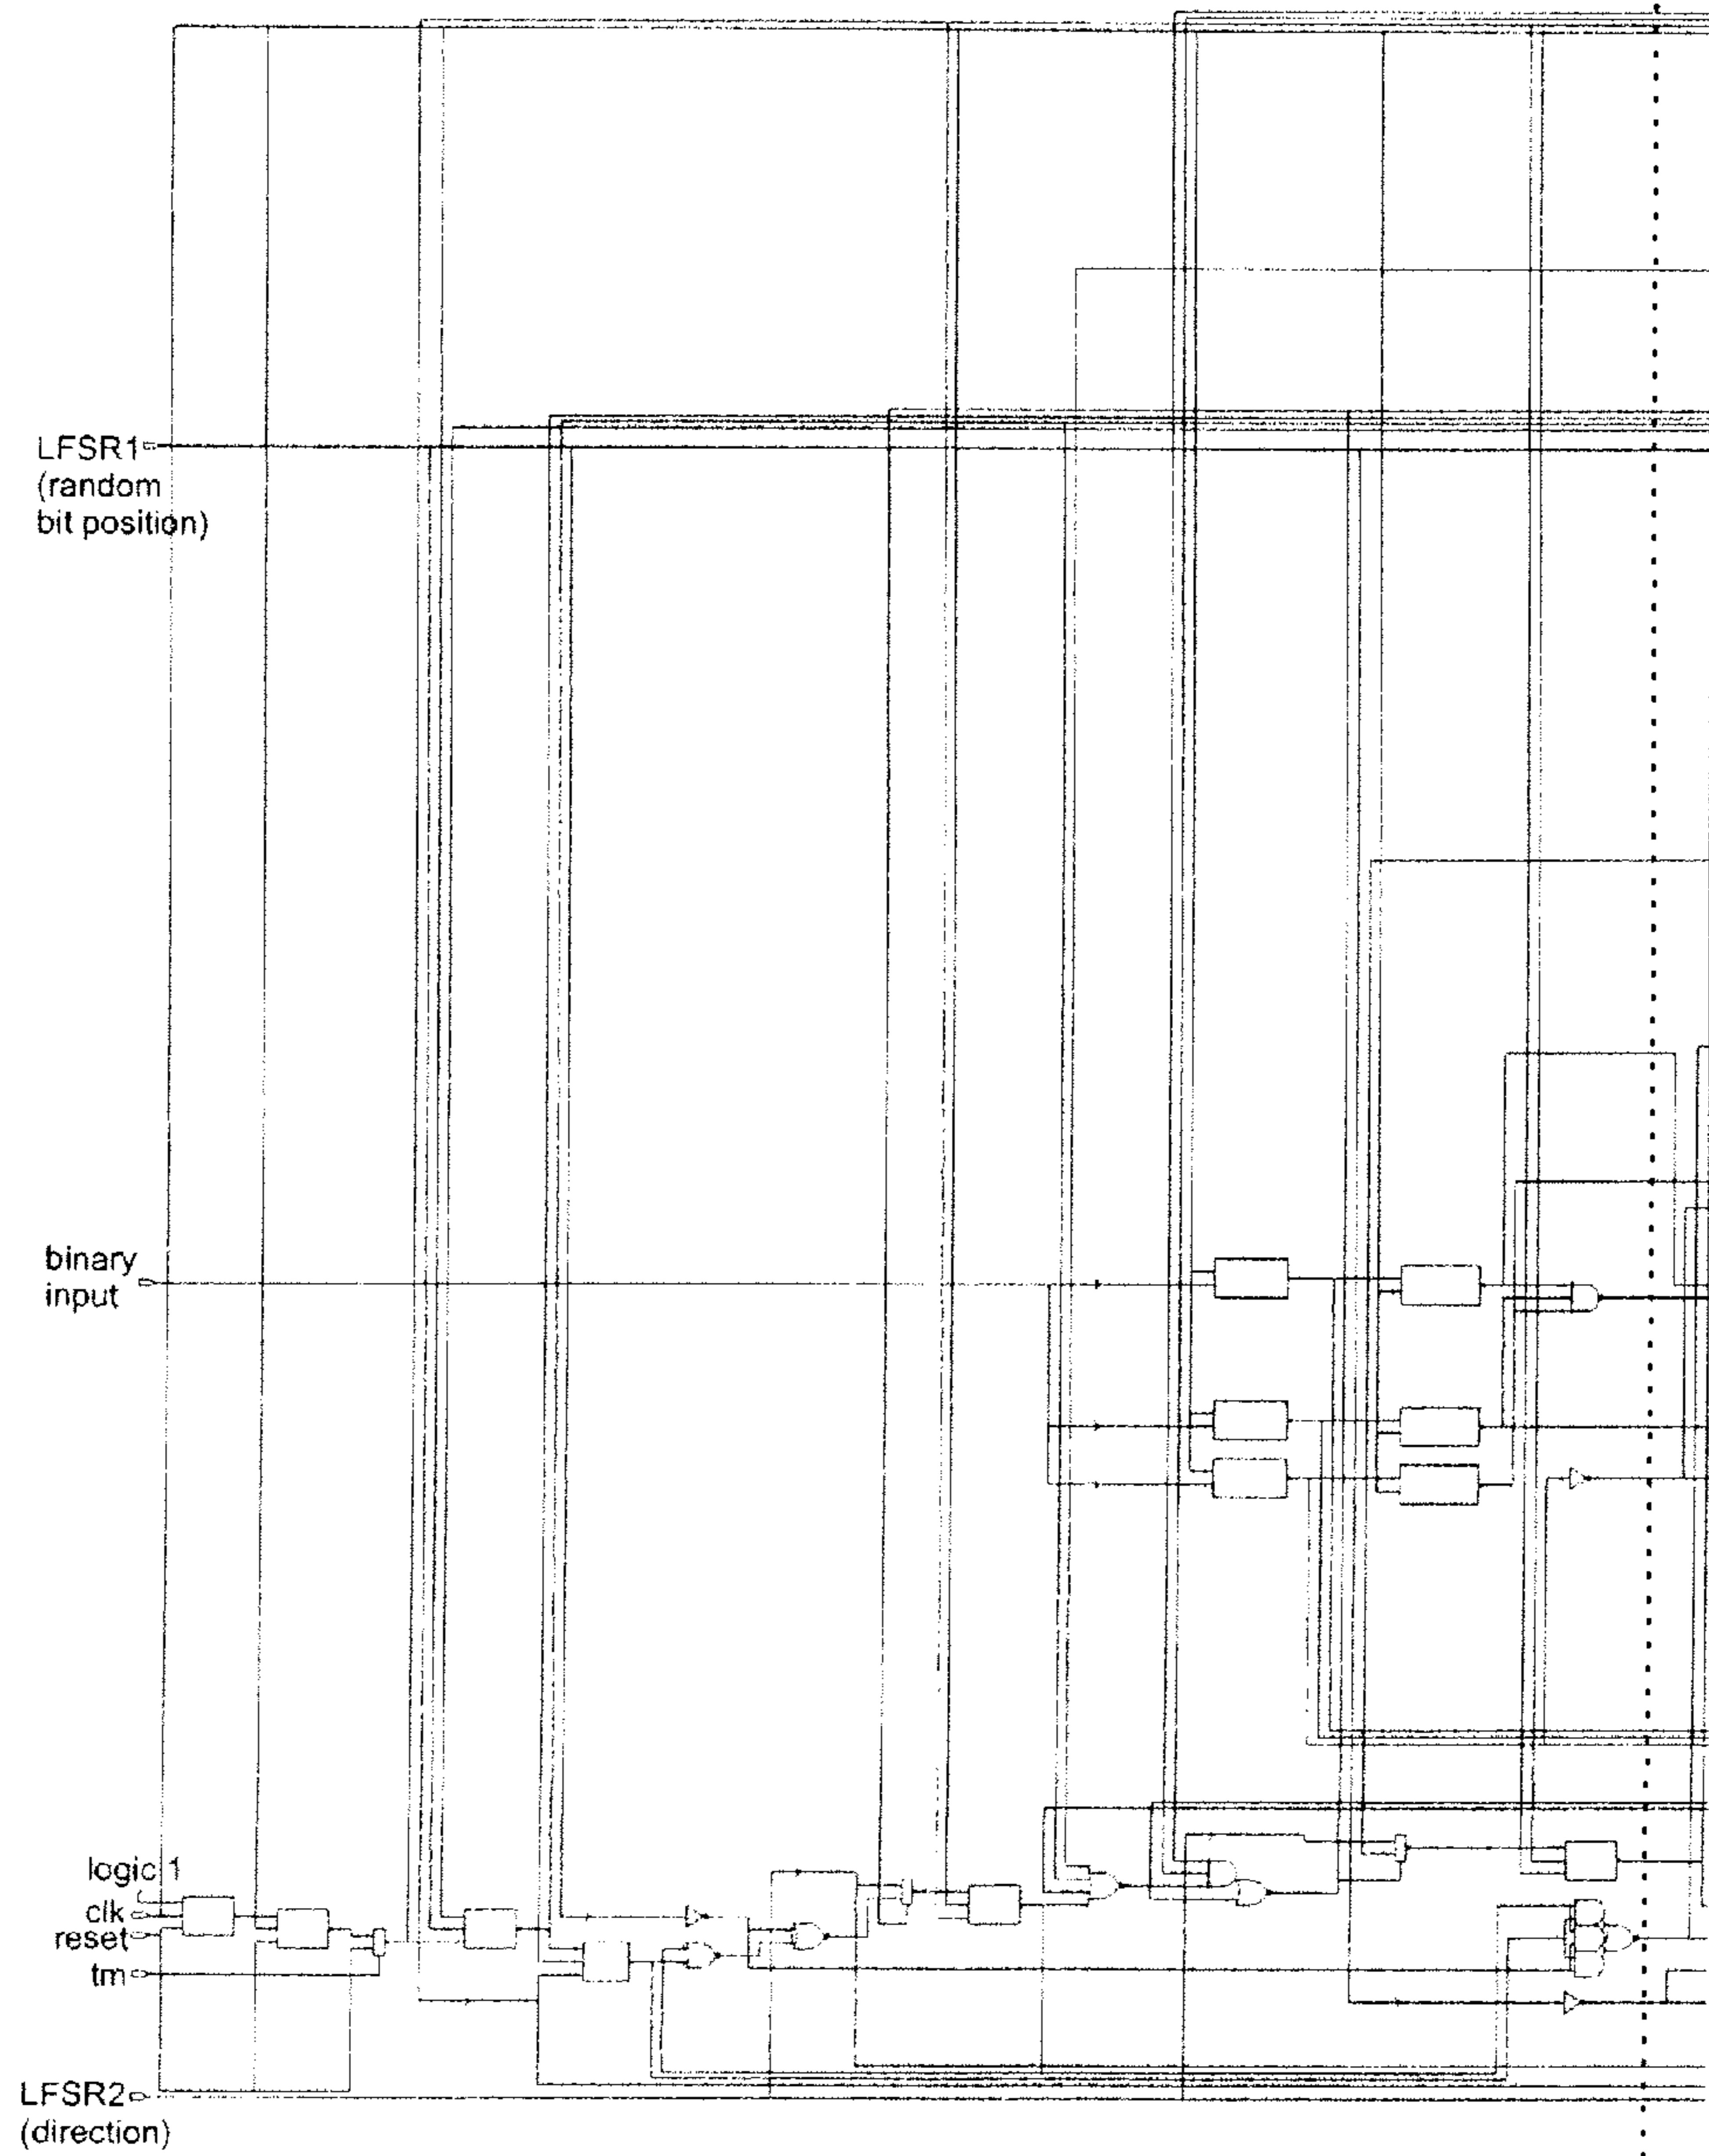 LFSR1
(random
bit position)
binary
input
logic 1
clk
reset
tm
LFSR2
(direction)